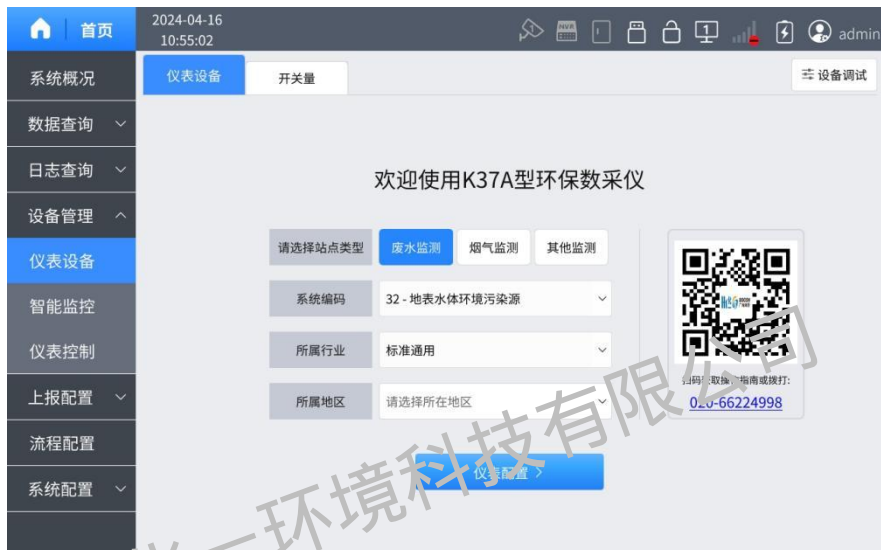 首页
2024-04-16
10:55:02
NVR
1
admin
系统概况
数据查询
日志查询
设备管理
仪表设备
智能监控
仪表控制
上报配置
流程配置
系统配置
仪表设备
开关量
设备调试
欢迎使用K37A型环保数采仪
请选择站点类型
废水监测
烟气监测
其他监测
系统编码
32 - 地表水体环境污染源
所属行业
标准通用
所属地区
请选择所在地区
仪表配置
020-66224998
环境科技有限公司